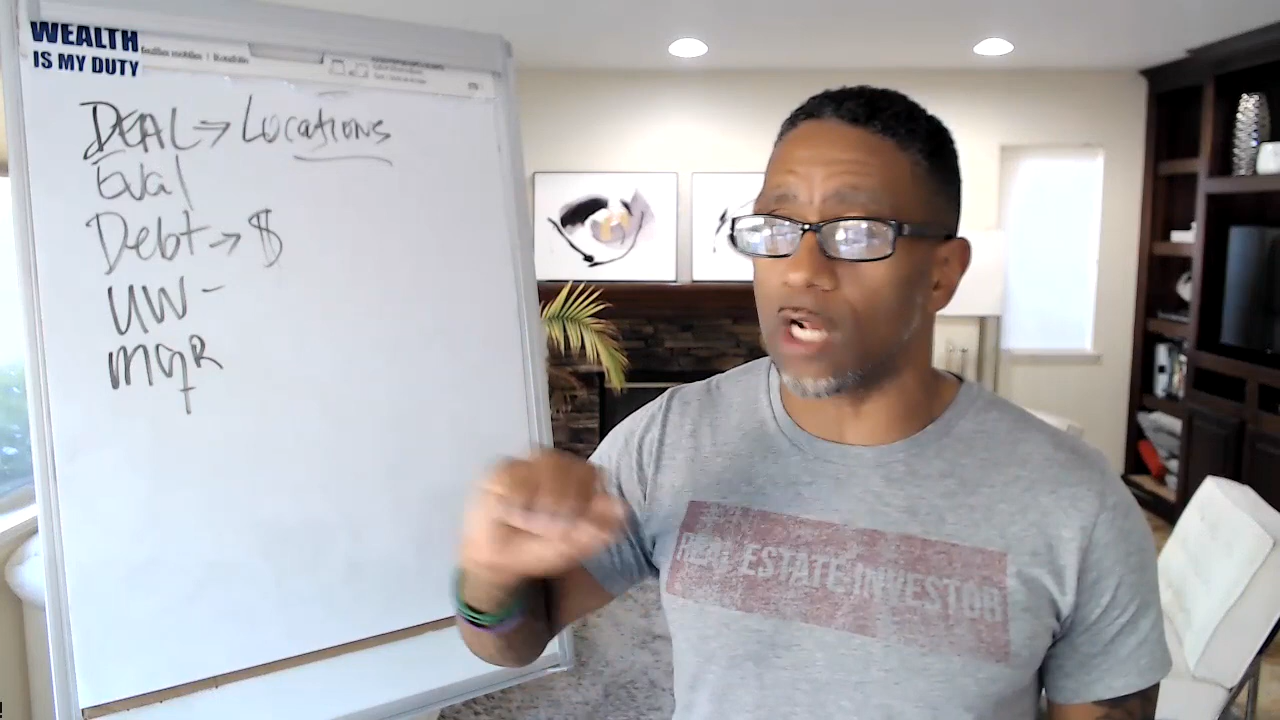 WEALTH
IS MY DUTY
DEAL → Locations
Eval
Debt → $
UW -
MGR
REAL ESTATE INVESTOR